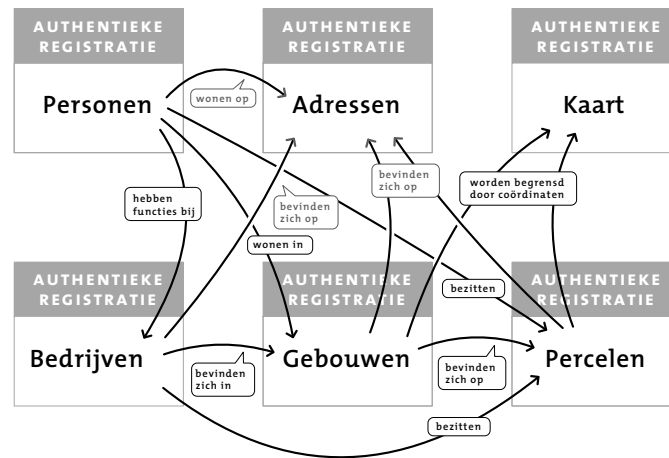 AUTHENTIEKE
REGISTRATIE
Personen
AUTHENTIEKE
REGISTRATIE
Adressen
AUTHENTIEKE
REGISTRATIE
Kaart
wonen op
hebben
functies bij
bevinden
zich op
wonen in
bevinden
zich op
worden begrensd
door coördinaten
bezitten
AUTHENTIEKE
REGISTRATIE
Bedrijven
AUTHENTIEKE
REGISTRATIE
Gebouwen
AUTHENTIEKE
REGISTRATIE
Percelen
bevinden
zich in
bevinden
zich op
bezitten